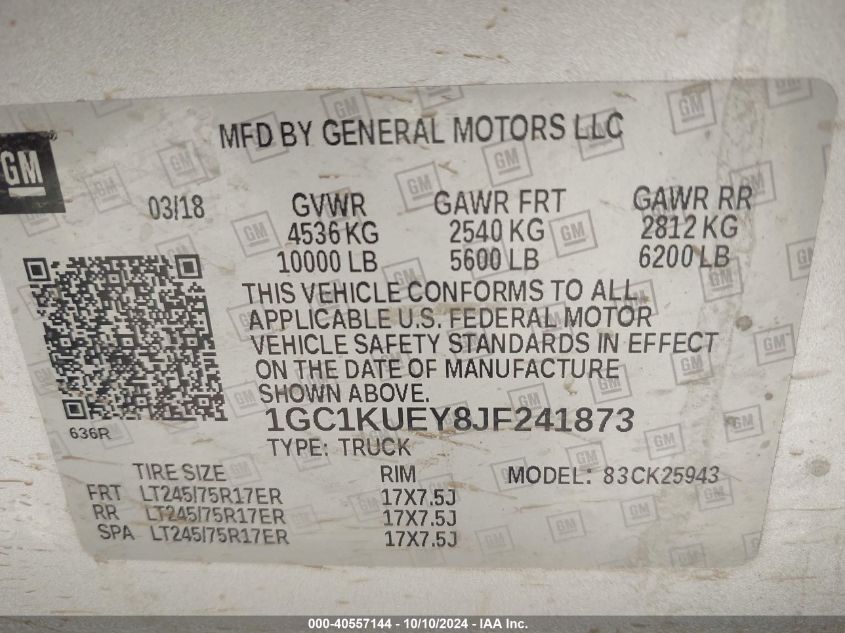 MFD BY GENERAL MOTORS LLC
GM
03/18 GVWR GAWR FRT GAWR RR
4536 KG 2540 KG 2812 KG
10000 LB 5600 LB 6200 LB
THIS VEHICLE CONFORMS TO ALL
APPLICABLE U.S. FEDERAL MOTOR
VEHICLE SAFETY STANDARDS IN EFFECT
ON THE DATE OF MANUFACTURE
SHOWN ABOVE.
636R
1GC1KUEY8JF241873
TYPE: TRUCK
TIRE SIZE RIM MODEL: 83CK25943
FRT LT245/75R17ER 17X7.5J
RR LT245/75R17ER 17X7.5J
SPA LT245/75R17ER 17X7.5J
000-40557144 / 10/10/2024 - IAA Inc.